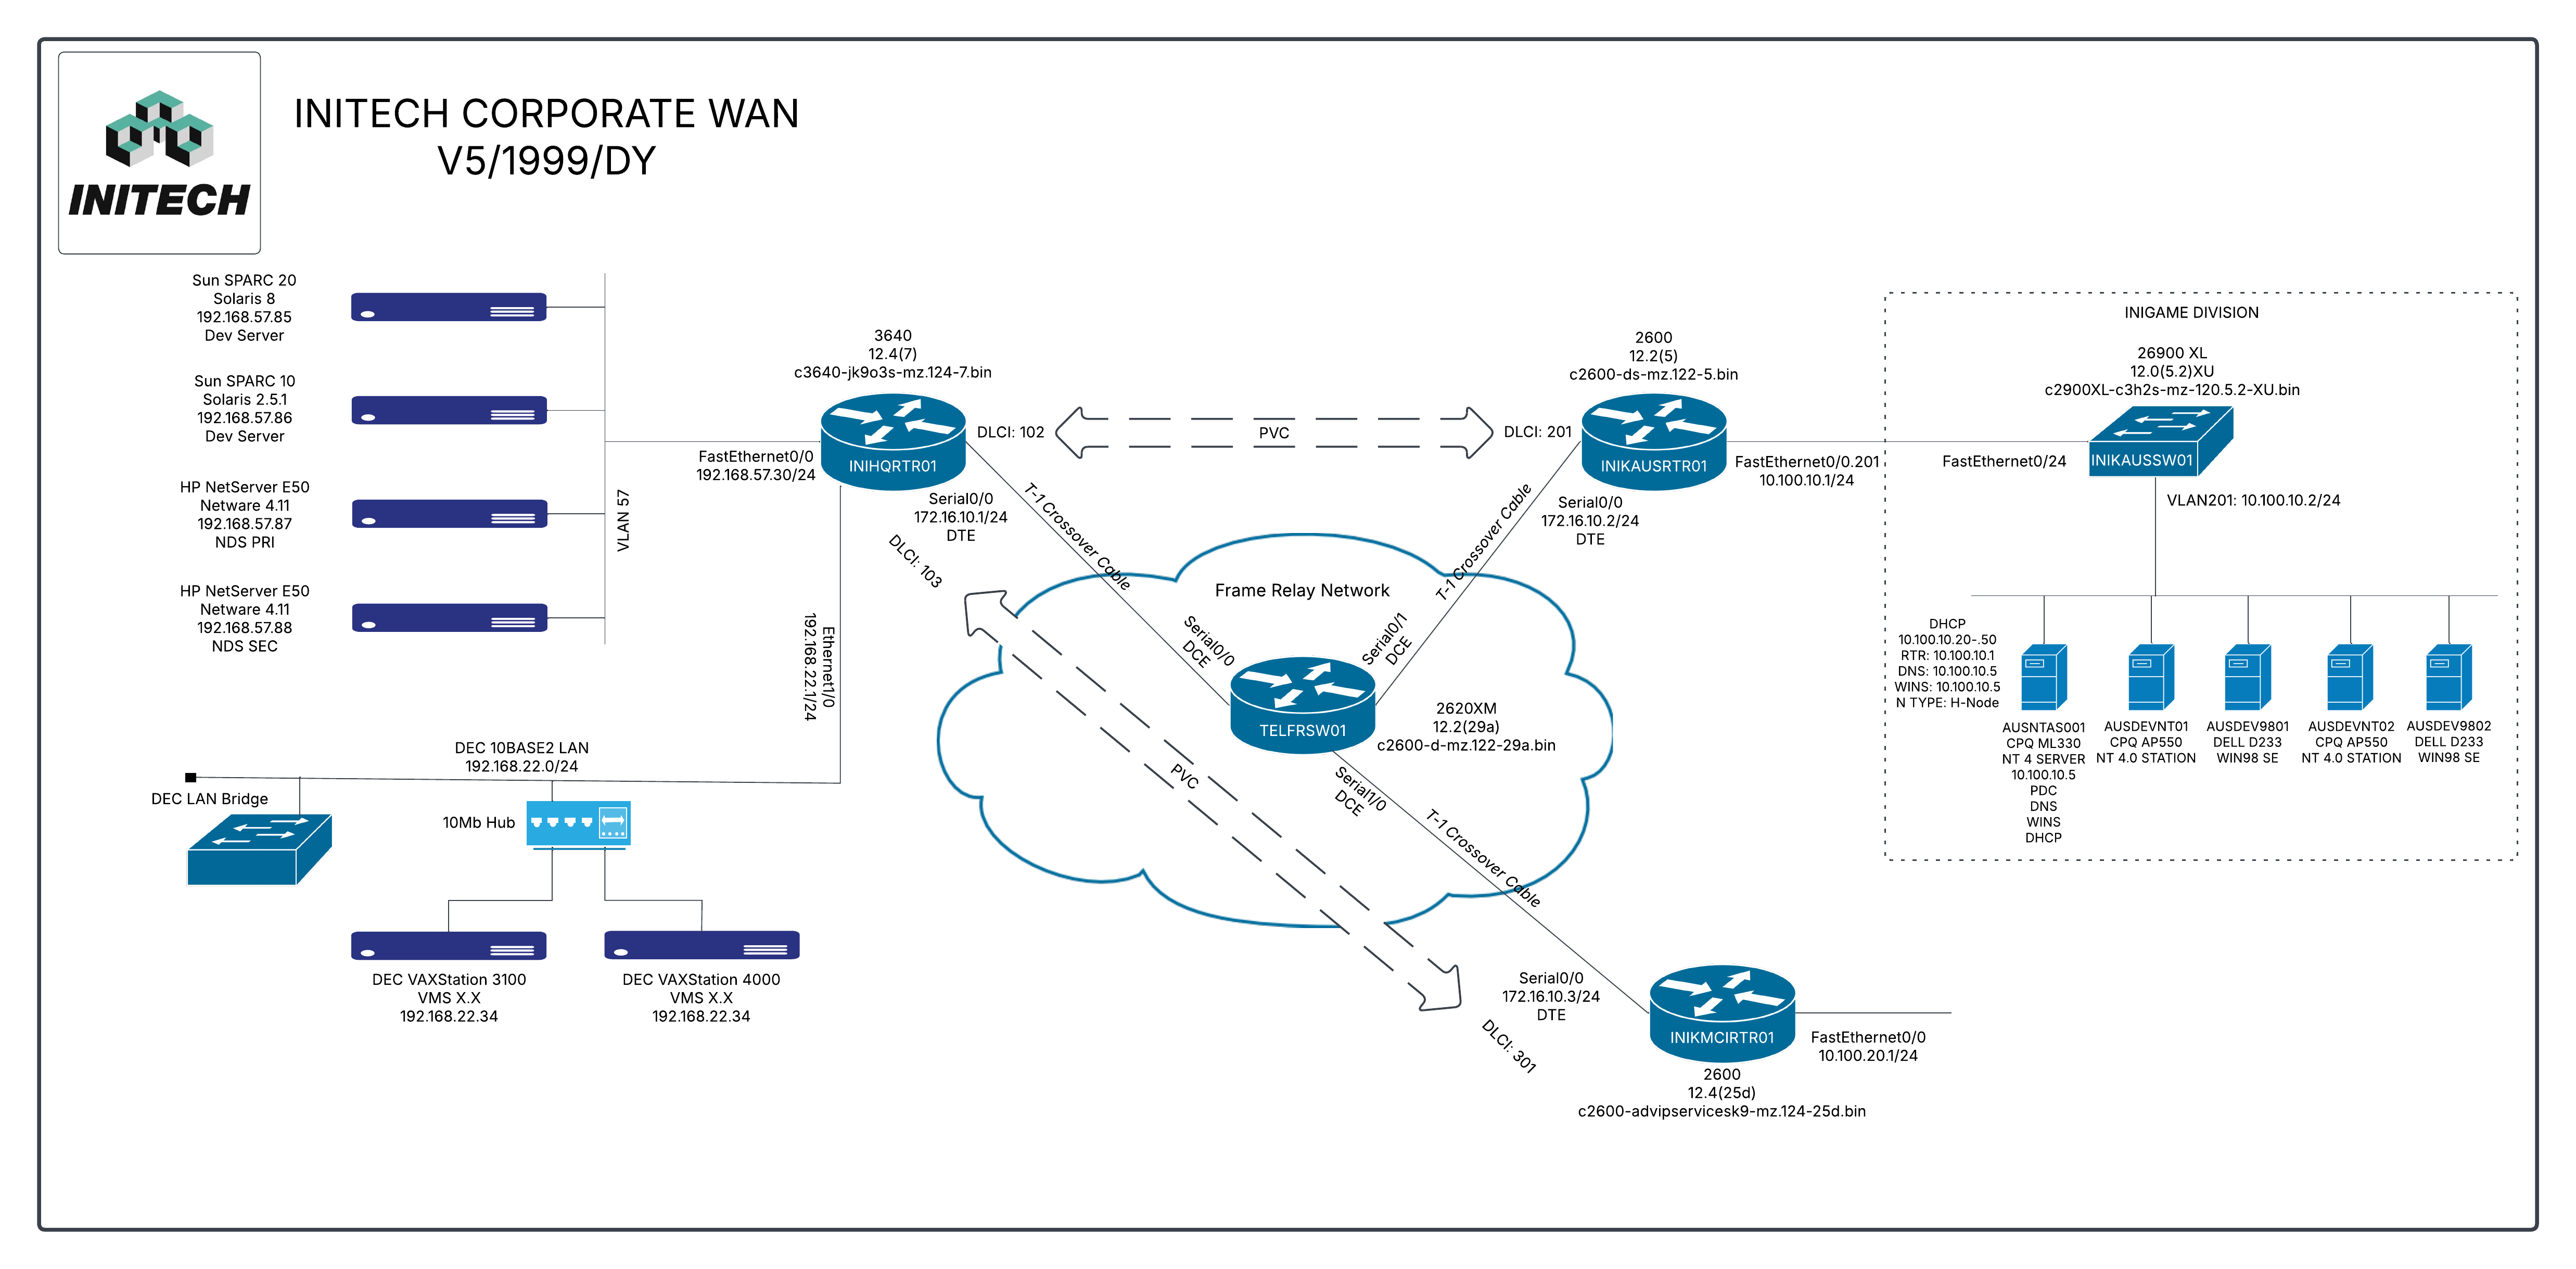 INITECH
INITECH CORPORATE WAN
V5/1999/DY
Sun SPARC 20
Solaris 8
192.168.57.85
Dev Server
Sun SPARC 10
Solaris 2.5.1
192.168.57.86
Dev Server
HP NetServer E50
Netware 4.11
192.168.57.87
NDS PRI
HP NetServer E50
Netware 4.11
192.168.57.88
NDS SEC
VLAN 57
FastEthernet0/0
192.168.57.30/24
3640
12.4(7)
c3640-jk9o3s-mz.124-7.bin
INIHQRTR01
DLCI: 102
PVC
DLCI: 201
Serial0/0
172.16.10.1/24
DTE
DLCI: 103
T-1 Crossover Cable
Ethernet1/0
192.168.22.1/24
2600
12.2(5)
c2600-ds-mz.122-5.bin
INIKAUSRTR01
FastEthernet0/0.201
10.100.10.1/24
Serial0/0
172.16.10.2/24
DTE
T-1 Crossover Cable
INIGAME DIVISION
26900 XL
12.0(5.2)XU
c2900XL-c3h2s-mz-120.5.2-XU.bin
FastEthernet0/24
INIKAUSSW01
VLAN201: 10.100.10.2/24
DHCP
10.100.10.20-.50
RTR: 10.100.10.1
DNS: 10.100.10.5
WINS: 10.100.10.5
N TYPE: H-Node
AUSNTAS001
CPQ ML330
NT 4 SERVER
10.100.10.5
PDC
DNS
WINS
DHCP
AUSDEVNT01
CPQ AP550
NT 4.0 STATION
AUSDEV9801
DELL D233
WIN98 SE
AUSDEVNT02
CPQ AP550
NT 4.0 STATION
AUSDEV9802
DELL D233
WIN98 SE
Frame Relay Network
Serial0/0
DCE
Serial0/1
DCE
TELFRSW01
2620XM
12.2(29a)
c2600-d-mz.122-29a.bin
Serial1/0
DCE
T-1 Crossover Cable
PVC
DEC 10BASE2 LAN
192.168.22.0/24
DEC LAN Bridge
10Mb Hub
DEC VAXStation 3100
VMS X.X
192.168.22.34
DEC VAXStation 4000
VMS X.X
192.168.22.34
Serial0/0
172.16.10.3/24
DTE
DLCI: 301
INIKMCIRTR01
FastEthernet0/0
10.100.20.1/24
2600
12.4(25d)
c2600-advipservicesk9-mz.124-25d.bin